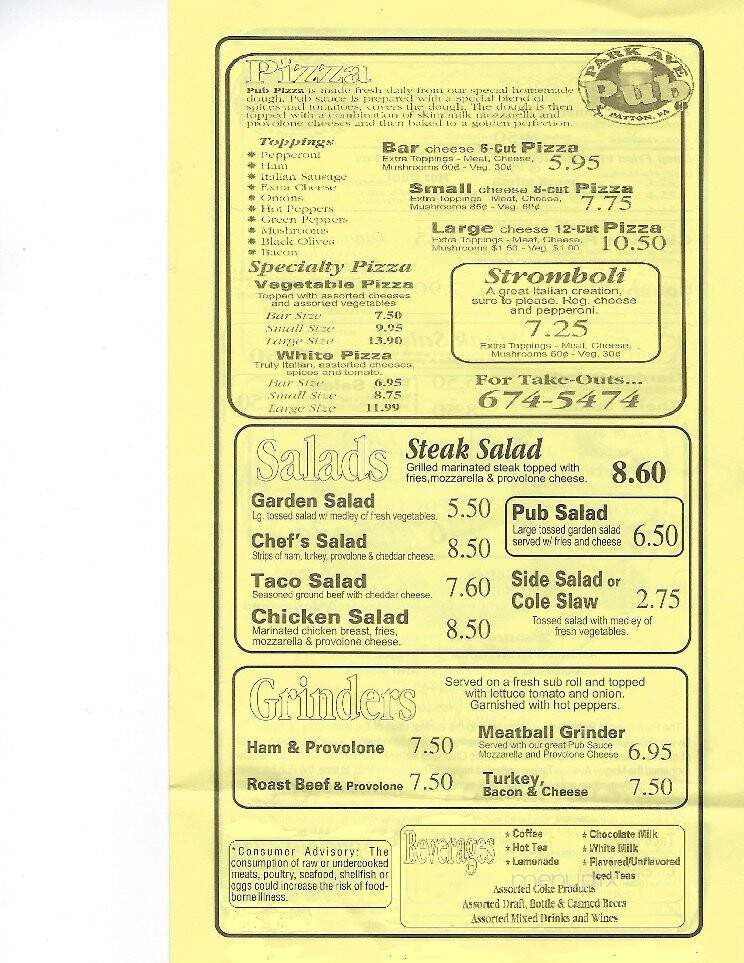 Pizza
PARK AVE
Pub
PATTON, PA
Pub Pizza is made fresh daily from our special homemade
dough. Pub sauce is prepared with a special blend of
spices and tomatoes, covers the dough. The dough is then
topped with a combination of skim milk mozzarella and
provolone cheeses and then baked to a golden perfection.
Toppings
* Pepperoni
* Ham
* Italian Sausage
* Extra Cheese
* Onions
* Hot Peppers
* Green Peppers
* Mushrooms
* Black Olives
* Bacon
Bar cheese 6-Cut Pizza
Extra Toppings - Meat, Cheese,
Mushrooms 60¢ - Veg. 30¢ 5.95
Small cheese 8-cut Pizza
Extra Toppings - Meat, Cheese,
Mushrooms 85¢ - Veg. 60¢ 7.75
Large cheese 12-Cut Pizza
Extra Toppings - Meat, Cheese,
Mushrooms $1.50 - Veg. $1.00 10.50
Specialty Pizza
Vegetable Pizza
Topped with assorted cheeses
and assorted vegetables
Bar Size 7.50
Small Size 9.95
Large Size 13.90
White Pizza
Truly Italian, assorted cheeses,
spices and tomato.
Bar Size 6.95
Small Size 8.75
Large Size 11.99
Stromboli
A great Italian creation,
sure to please. Reg. cheese
and pepperoni.
7.25
Extra Toppings - Meat, Cheese,
Mushrooms 60¢ - Veg. 30¢
For Take-Outs...
674-5474
Salads
Steak Salad
Grilled marinated steak topped with
fries,mozzarella & provolone cheese. 8.60
Garden Salad
Lg. tossed salad w/ medley of fresh vegetables. 5.50
Chef's Salad
Strips of ham, turkey, provolone & cheddar cheese. 8.50
Taco Salad
Seasoned ground beef with cheddar cheese. 7.60
Chicken Salad
Marinated chicken breast, fries,
mozzarella & provolone cheese. 8.50
Pub Salad
Large tossed garden salad
served w/ fries and cheese 6.50
Side Salad or
Cole Slaw 2.75
Tossed salad with medley of
fresh vegetables.
Grinders
Served on a fresh sub roll and topped
with lettuce tomato and onion.
Garnished with hot peppers.
Ham & Provolone 7.50
Roast Beef & Provolone 7.50
Meatball Grinder
Served with our great Pub Sauce
Mozzarella and Provolone Cheese 6.95
Turkey,
Bacon & Cheese 7.50
*Consumer Advisory: The
consumption of raw or undercooked
meats, poultry, seafood, shellfish or
eggs could increase the risk of food-
borne illness.
Beverages
* Coffee
* Hot Tea
* Lemonade
* Chocolate Milk
* White Milk
* Flavored/Unflavored
Iced Teas
Assorted Coke Products
Assorted Draft, Bottle & Canned Beers
Assorted Mixed Drinks and Wines